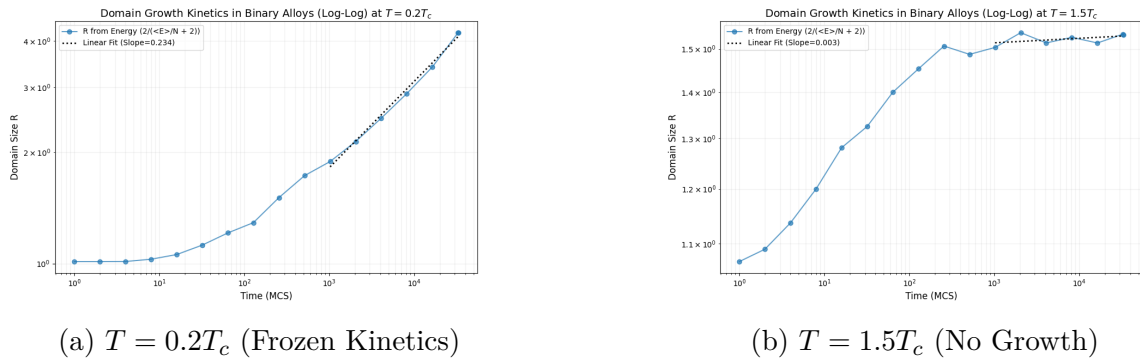 Domain Growth Kinetics in Binary Alloys (Log-Log) at T = 0.2T_c
R from Energy (2/(<E>/N + 2))
Linear Fit (Slope=0.234)
Domain Size R
4 × 10⁰
3 × 10⁰
2 × 10⁰
10⁰
10⁰ 10¹ 10² 10³ 10⁴
Time (MCS)
(a) T = 0.2T_c (Frozen Kinetics)
Domain Growth Kinetics in Binary Alloys (Log-Log) at T = 1.5T_c
R from Energy (2/(<E>/N + 2))
Linear Fit (Slope=0.003)
Domain Size R
1.5 × 10⁰
1.4 × 10⁰
1.3 × 10⁰
1.2 × 10⁰
1.1 × 10⁰
10⁰ 10¹ 10² 10³ 10⁴
Time (MCS)
(b) T = 1.5T_c (No Growth)